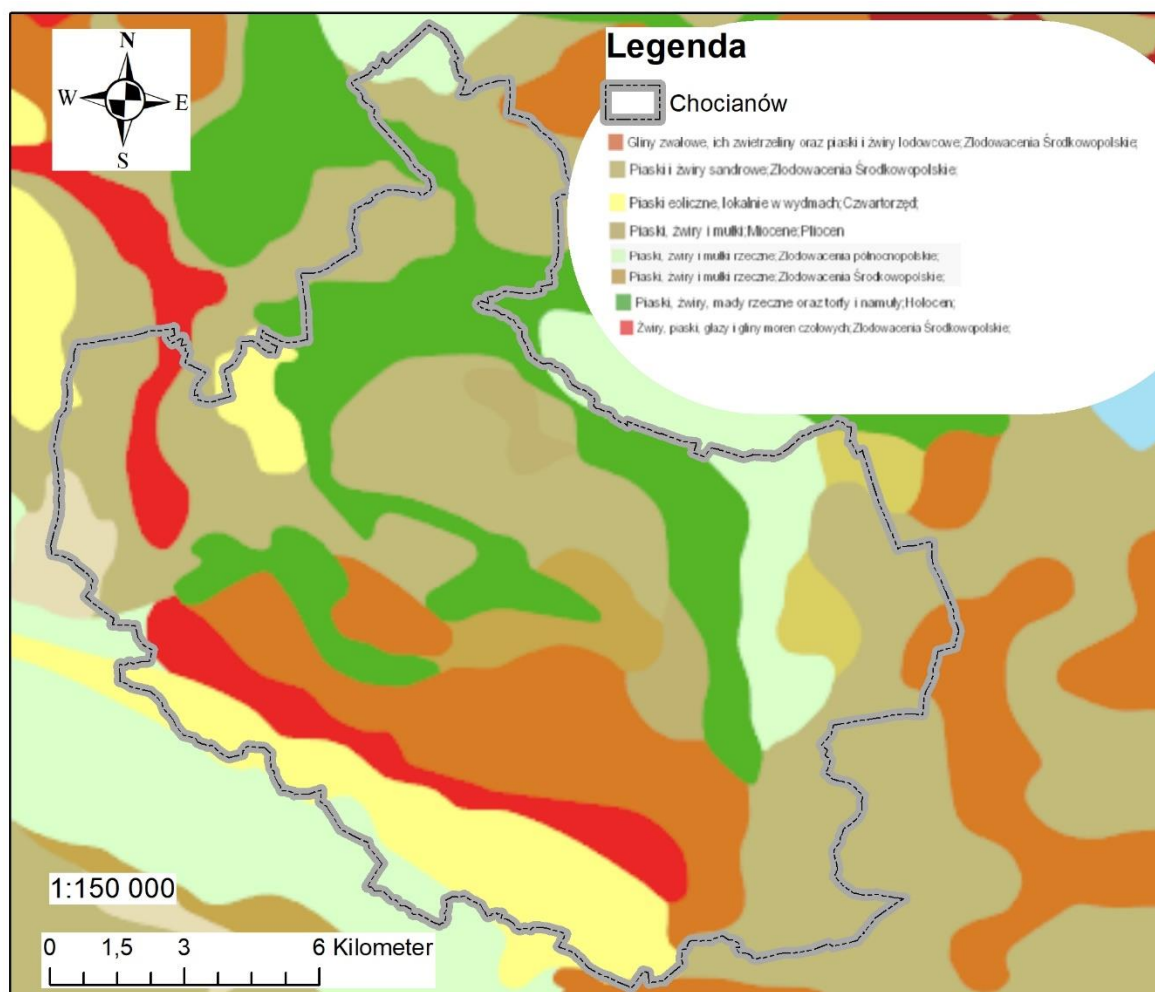 N
W E
S
Legenda
Chocianów
Gliny zwałowe, ich zwietrzeliny oraz piaski i żwiry lodowcowe;Zlodowacenia Środkowopolskie;
Piaski i żwiry sandrowe;Zlodowacenia Środkowopolskie;
Piaski eoliczne, lokalnie w wydmach;Czwartorzęd;
Piaski, żwiry i mułki;Miocene;Pliocen
Piaski, żwiry i mułki rzeczne;Zlodowacenia północnopolskie;
Piaski, żwiry i mułki rzeczne;Zlodowacenia Środkowopolskie;
Piaski, żwiry, mady rzeczne oraz torfy i namuły;Holocen;
Żwiry, piaski, głazy i gliny moren czołowych;Zlodowacenia Środkowopolskie;
1:150 000
0 1,5 3 6 Kilometer